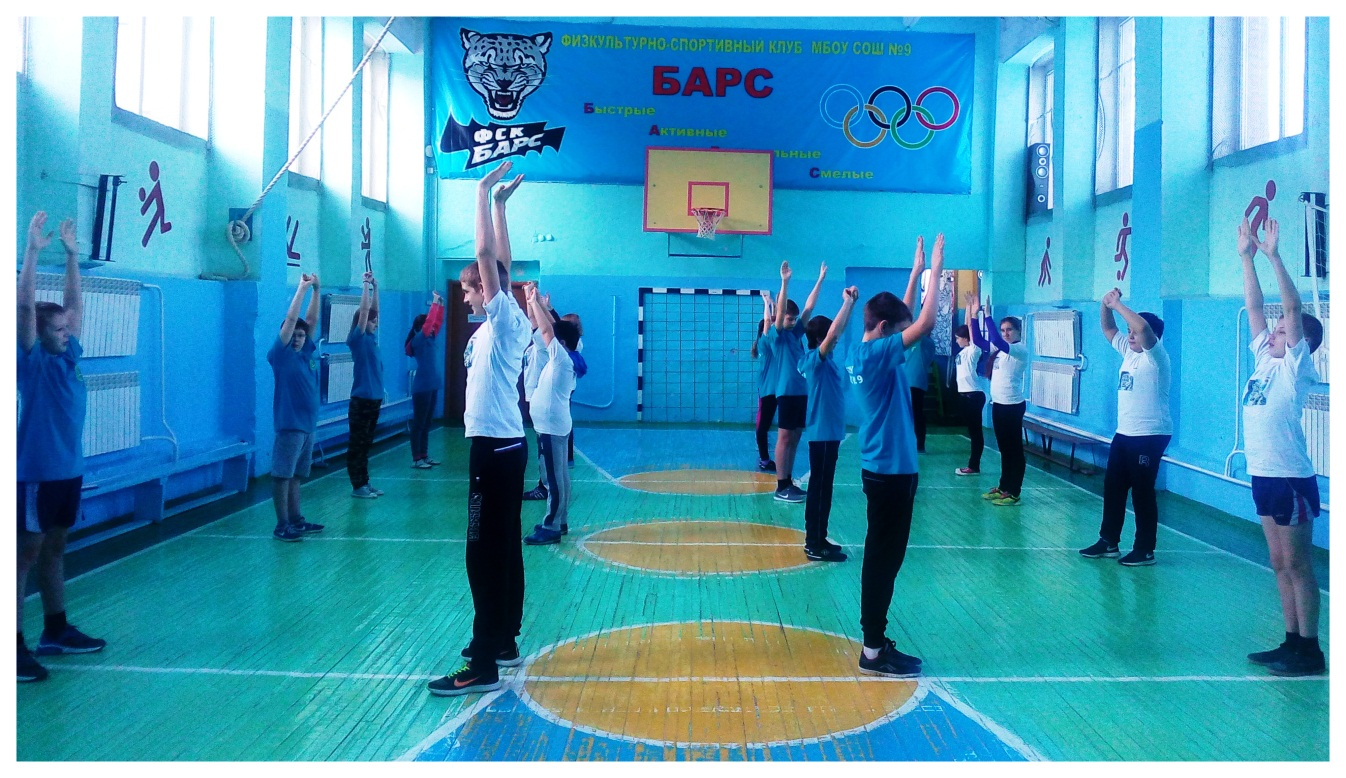 ФИЗКУЛЬТУРНО-СПОРТИВНЫЙ КЛУБ МБОУ СОШ №9
БАРС
ФСК
БАРС
Быстрые
Активные
Смелые